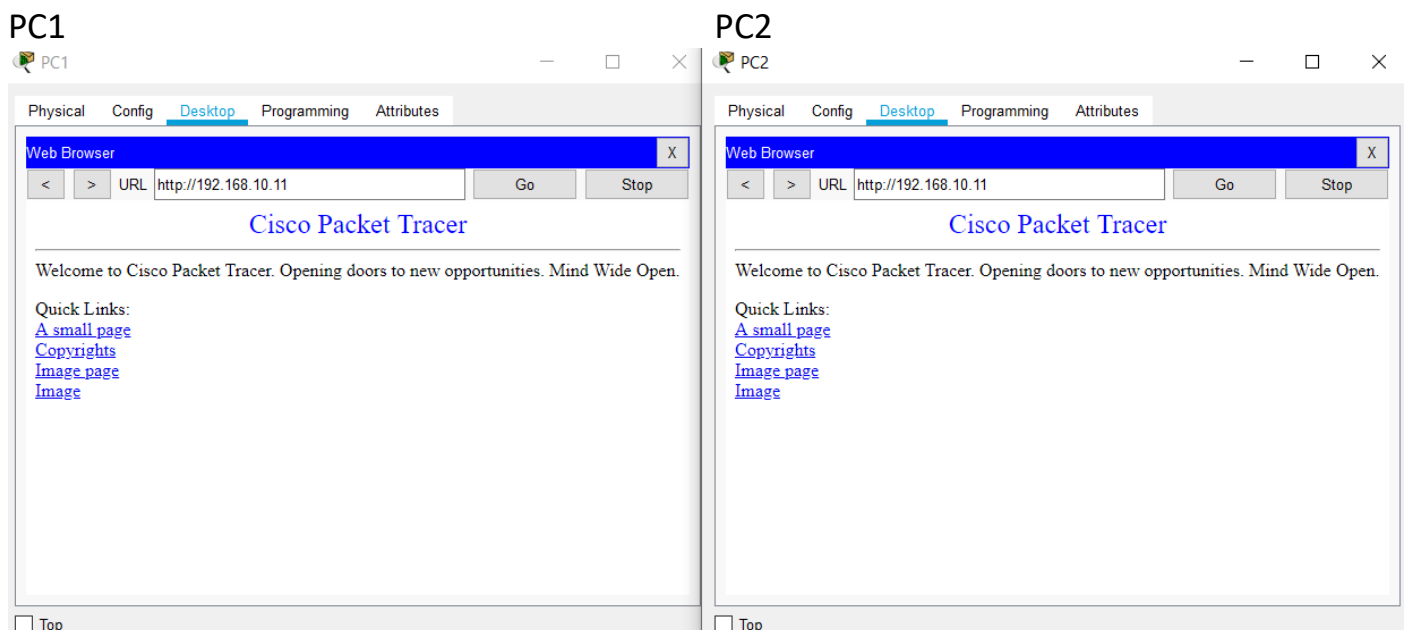 PC1
PC1
Physical Config Desktop Programming Attributes
Web Browser X
< > URL http://192.168.10.11 Go Stop
Cisco Packet Tracer
Welcome to Cisco Packet Tracer. Opening doors to new opportunities. Mind Wide Open.
Quick Links:
A small page
Copyrights
Image page
Image
Top
PC2
PC2
Physical Config Desktop Programming Attributes
Web Browser X
< > URL http://192.168.10.11 Go Stop
Cisco Packet Tracer
Welcome to Cisco Packet Tracer. Opening doors to new opportunities. Mind Wide Open.
Quick Links:
A small page
Copyrights
Image page
Image
Top